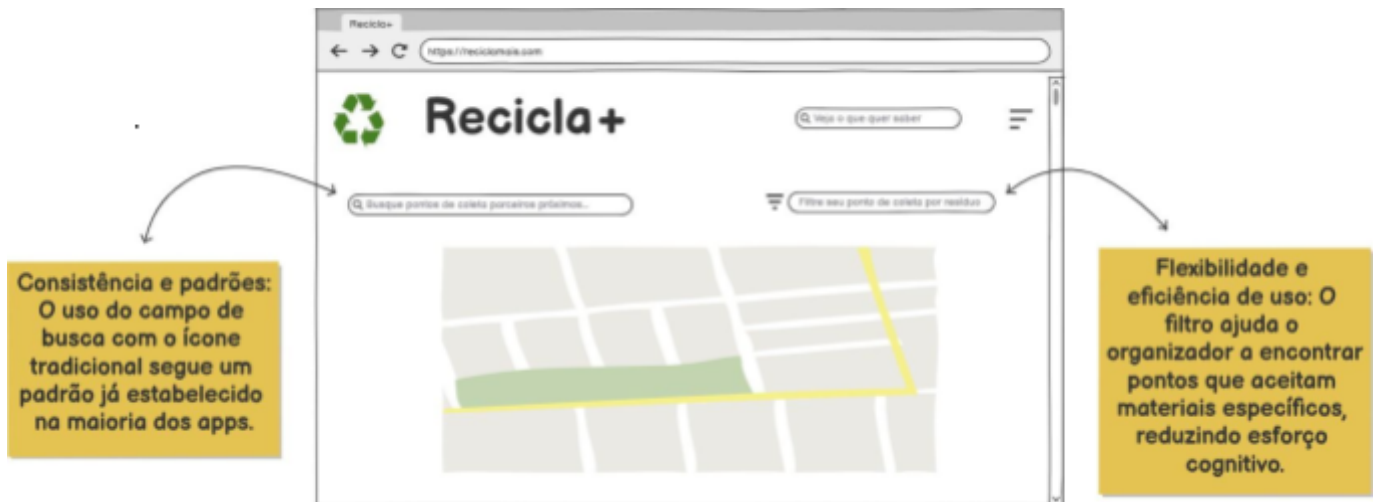 Recicla+
https://reciclamais.com
Recicla+
Veja o que quer saber
Busque pontos de coleta parceiros próximos...
Filtre seu ponto de coleta por resíduo
Consistência e padrões:
O uso do campo de
busca com o ícone
tradicional segue um
padrão já estabelecido
na maioria dos apps.
Flexibilidade e
eficiência de uso: O
filtro ajuda o
organizador a encontrar
pontos que aceitam
materiais específicos,
reduzindo esforço
cognitivo.